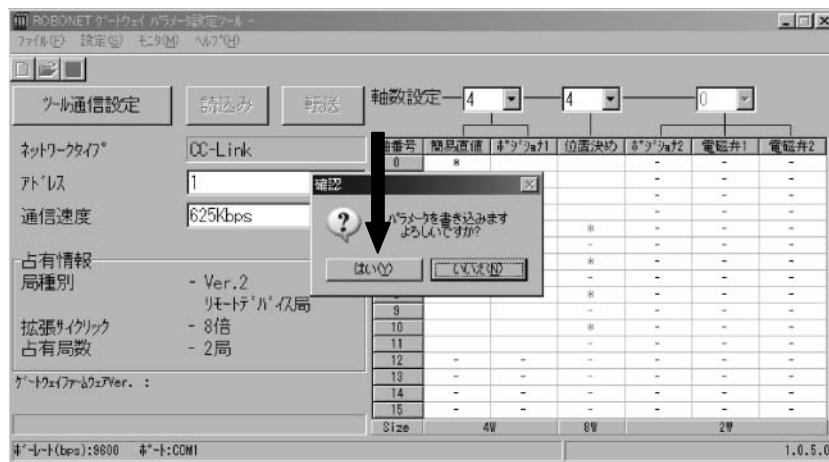 ROBONET ゲートウェイ パラメータ設定ツール -
ファイル(F) 設定(S) モニタ(M) ヘルプ(H)
ツール通信設定 読込み 転送
軸数設定 4 4 0
ネットワークタイプ CC-Link
アドレス 1
通信速度 625Kbps
占有情報
局種別 - Ver.2
リモートデバイス局
拡張サイクリック - 8倍
占有局数 - 2局
ゲートウェイファームウェアVer. :
軸番号 簡易直値 ポジショナ1 位置決め ポジショナ2 電磁弁1 電磁弁2
0 * - - -
確認
パラメータを書き込みます
よろしいですか?
はい(Y) いいえ(N)
9 - - - -
10 * - - -
11 - - - -
12 - - - - - -
13 - - - - - -
14 - - - - - -
15 - - - - - -
Size 4W 8W 2W
ボーレート(bps):9600 ポート:COM1 1.0.5.0